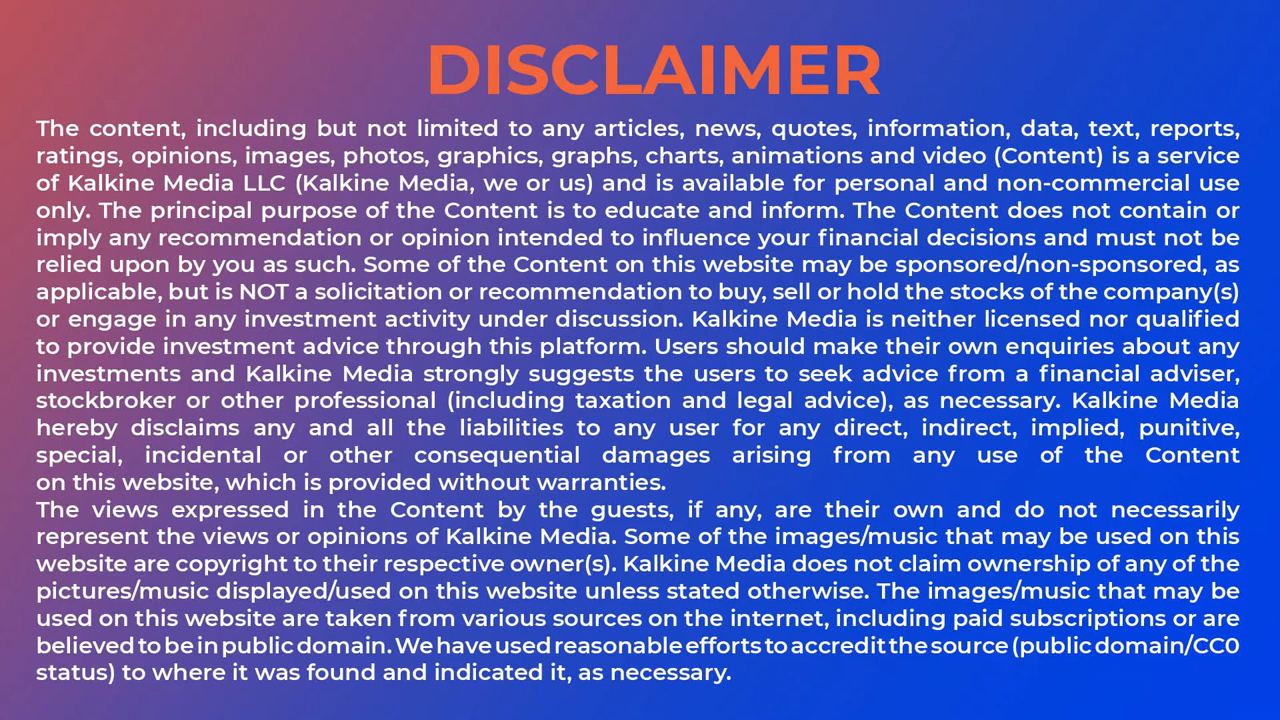 DISCLAIMER
The content, including but not limited to any articles, news, quotes, information, data, text, reports,
ratings, opinions, images, photos, graphics, graphs, charts, animations and video (Content) is a service
of Kalkine Media LLC (Kalkine Media, we or us) and is available for personal and non-commercial use
only. The principal purpose of the Content is to educate and inform. The Content does not contain or
imply any recommendation or opinion intended to influence your financial decisions and must not be
relied upon by you as such. Some of the Content on this website may be sponsored/non-sponsored, as
applicable, but is NOT a solicitation or recommendation to buy, sell or hold the stocks of the company(s)
or engage in any investment activity under discussion. Kalkine Media is neither licensed nor qualified
to provide investment advice through this platform. Users should make their own enquiries about any
investments and Kalkine Media strongly suggests the users to seek advice from a financial adviser,
stockbroker or other professional (including taxation and legal advice), as necessary. Kalkine Media
hereby disclaims any and all the liabilities to any user for any direct, indirect, implied, punitive,
special, incidental or other consequential damages arising from any use of the Content
on this website, which is provided without warranties.
The views expressed in the Content by the guests, if any, are their own and do not necessarily
represent the views or opinions of Kalkine Media. Some of the images/music that may be used on this
website are copyright to their respective owner(s). Kalkine Media does not claim ownership of any of the
pictures/music displayed/used on this website unless stated otherwise. The images/music that may be
used on this website are taken from various sources on the internet, including paid subscriptions or are
believed to be in public domain. We have used reasonable efforts to accredit the source (public domain/CC0
status) to where it was found and indicated it, as necessary.